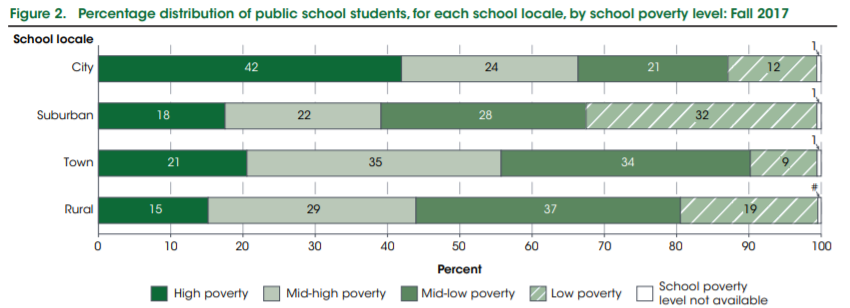 Figure 2. Percentage distribution of public school students, for each school locale, by school poverty level: Fall 2017
School locale
1
City 42 24 21 12
1
Suburban 18 22 28 32
1
Town 21 35 34 9
#
Rural 15 29 37 19
0 10 20 30 40 50 60 70 80 90 100
Percent
High poverty Mid-high poverty Mid-low poverty Low poverty School poverty
level not available